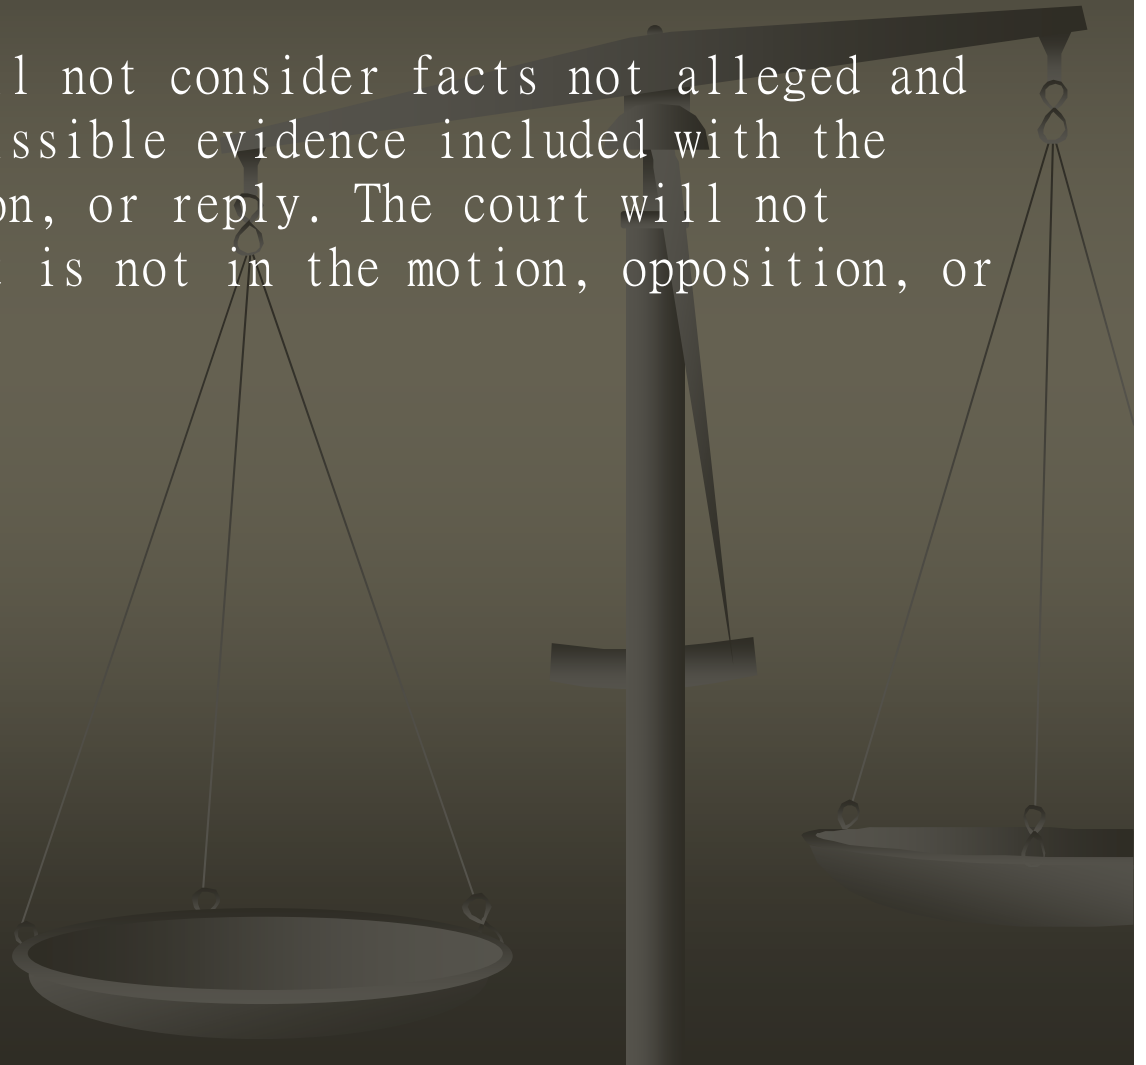 l not consider facts not alleged and
ssible evidence included with the
on, or reply. The court will not
is not in the motion, opposition, or